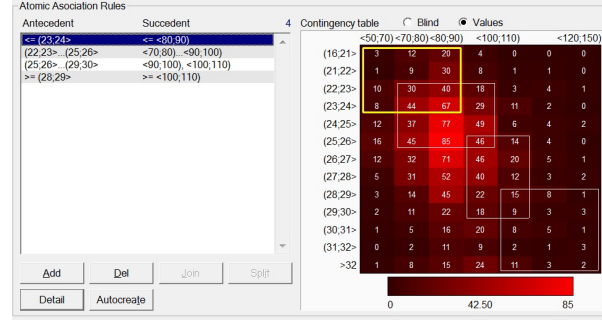 Atomic Asociation Rules
Antecedent Succedent 4
<= (23;24> <= <80;90)
(22;23>...(25;26> <70;80)...<90;100)
(25;26>...(29;30> <90;100), <100;110)
>= (28;29> >= <100;110)
Add Del Join Split
Detail Autocreate
Contingency table Blind Values
<50;70) <70;80) <80;90) <100;110) <120;150)
(16;21> 3 12 20 4 0 0 0
(21;22> 1 9 30 8 1 1 0
(22;23> 10 30 40 18 3 4 1
(23;24> 8 44 67 29 11 2 0
(24;25> 12 37 77 49 6 4 2
(25;26> 16 45 85 46 14 4 0
(26;27> 12 32 71 46 20 5 1
(27;28> 5 31 52 40 12 3 2
(28;29> 3 14 45 22 15 8 1
(29;30> 2 11 22 18 9 3 3
(30;31> 1 5 16 20 8 5 1
(31;32> 0 2 11 9 2 1 3
>32 1 8 15 24 11 3 2
0 42.50 85